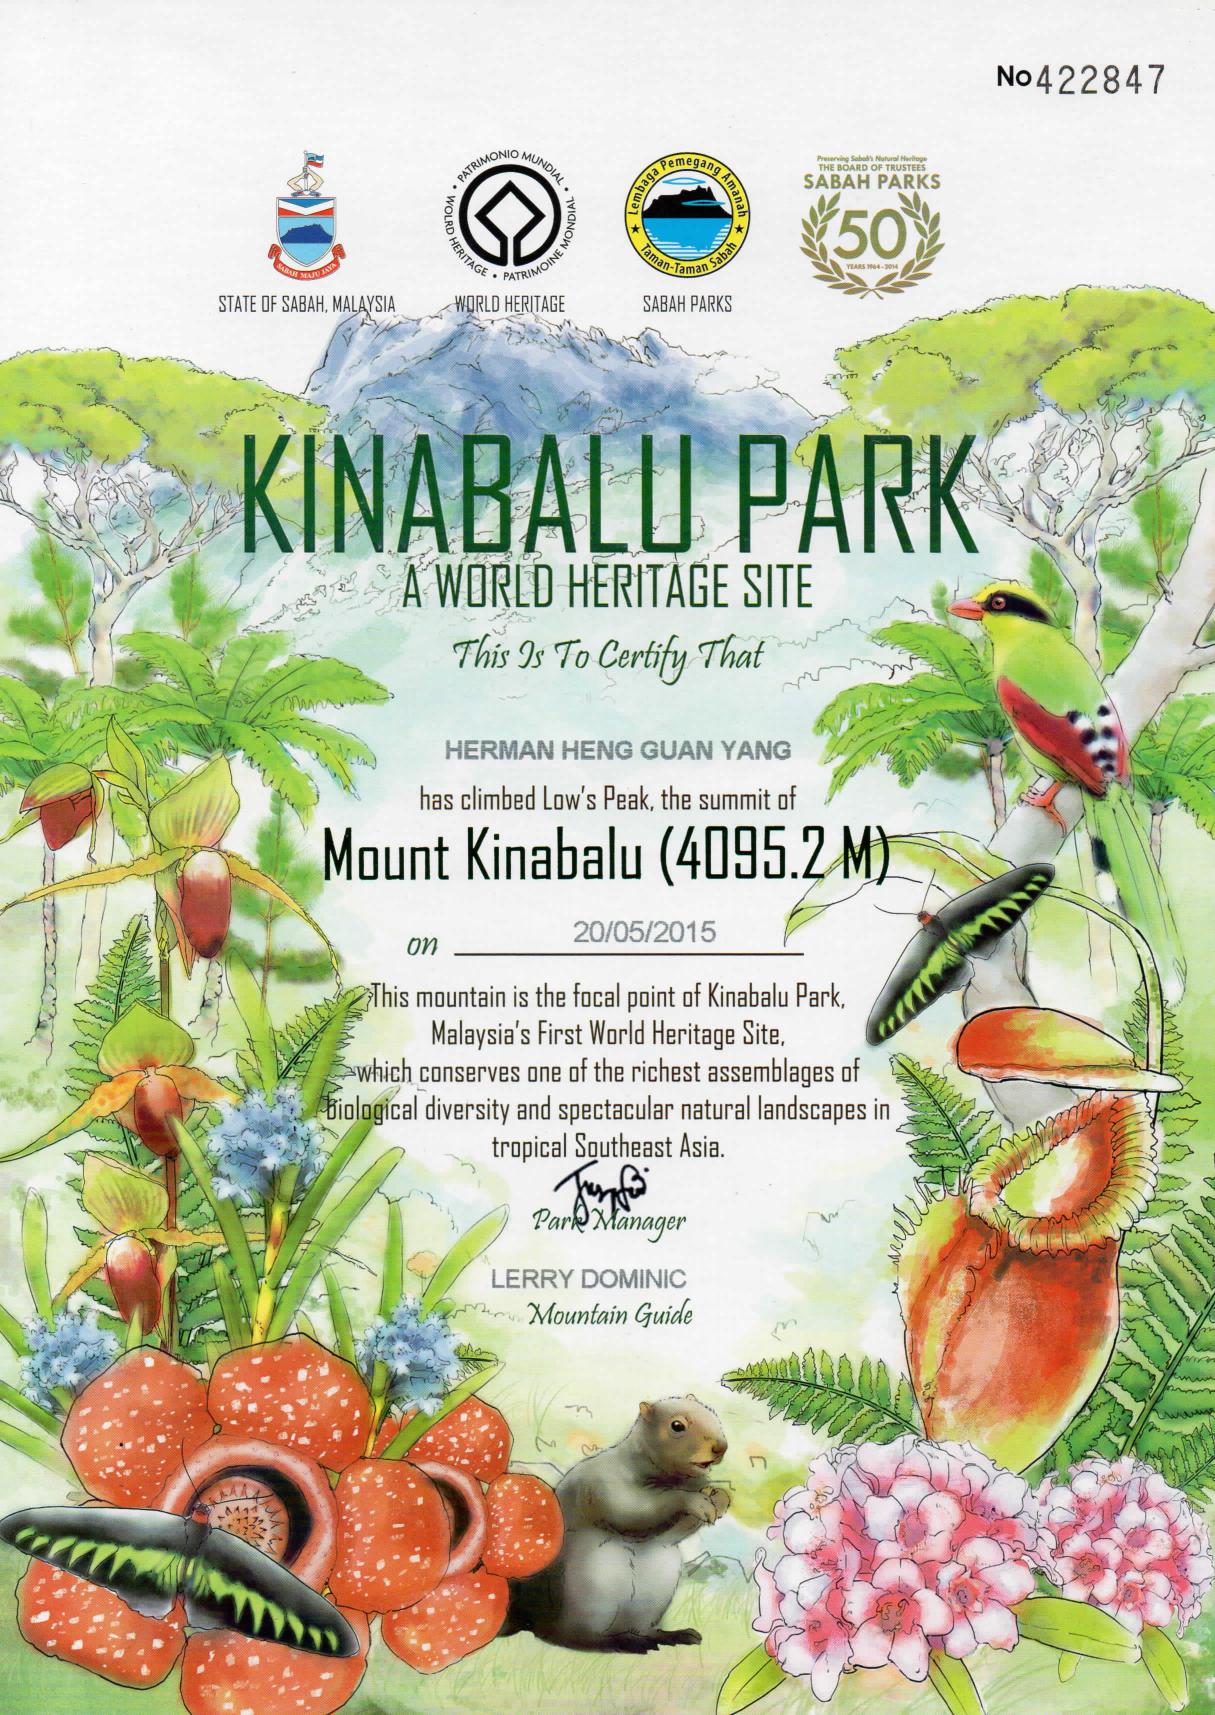 No422847
SABAH MAJU JAYA
STATE OF SABAH, MALAYSIA
• PATRIMONIO MUNDIAL •
WOLRD HERITAGE • PATRIMOINE MONDIAL
WORLD HERITAGE
Lembaga Pemegang Amanah
★ Taman-Taman Sabah ★
SABAH PARKS
Preserving Sabah's Natural Heritage
THE BOARD OF TRUSTEES
SABAH PARKS
50
YEARS 1964 - 2014
KINABALU PARK
A WORLD HERITAGE SITE
This Is To Certify That
HERMAN HENG GUAN YANG
has climbed Low's Peak, the summit of
Mount Kinabalu (4095.2 M)
on 20/05/2015
This mountain is the focal point of Kinabalu Park,
Malaysia's First World Heritage Site,
which conserves one of the richest assemblages of
biological diversity and spectacular natural landscapes in
tropical Southeast Asia.
Park Manager
LERRY DOMINIC
Mountain Guide